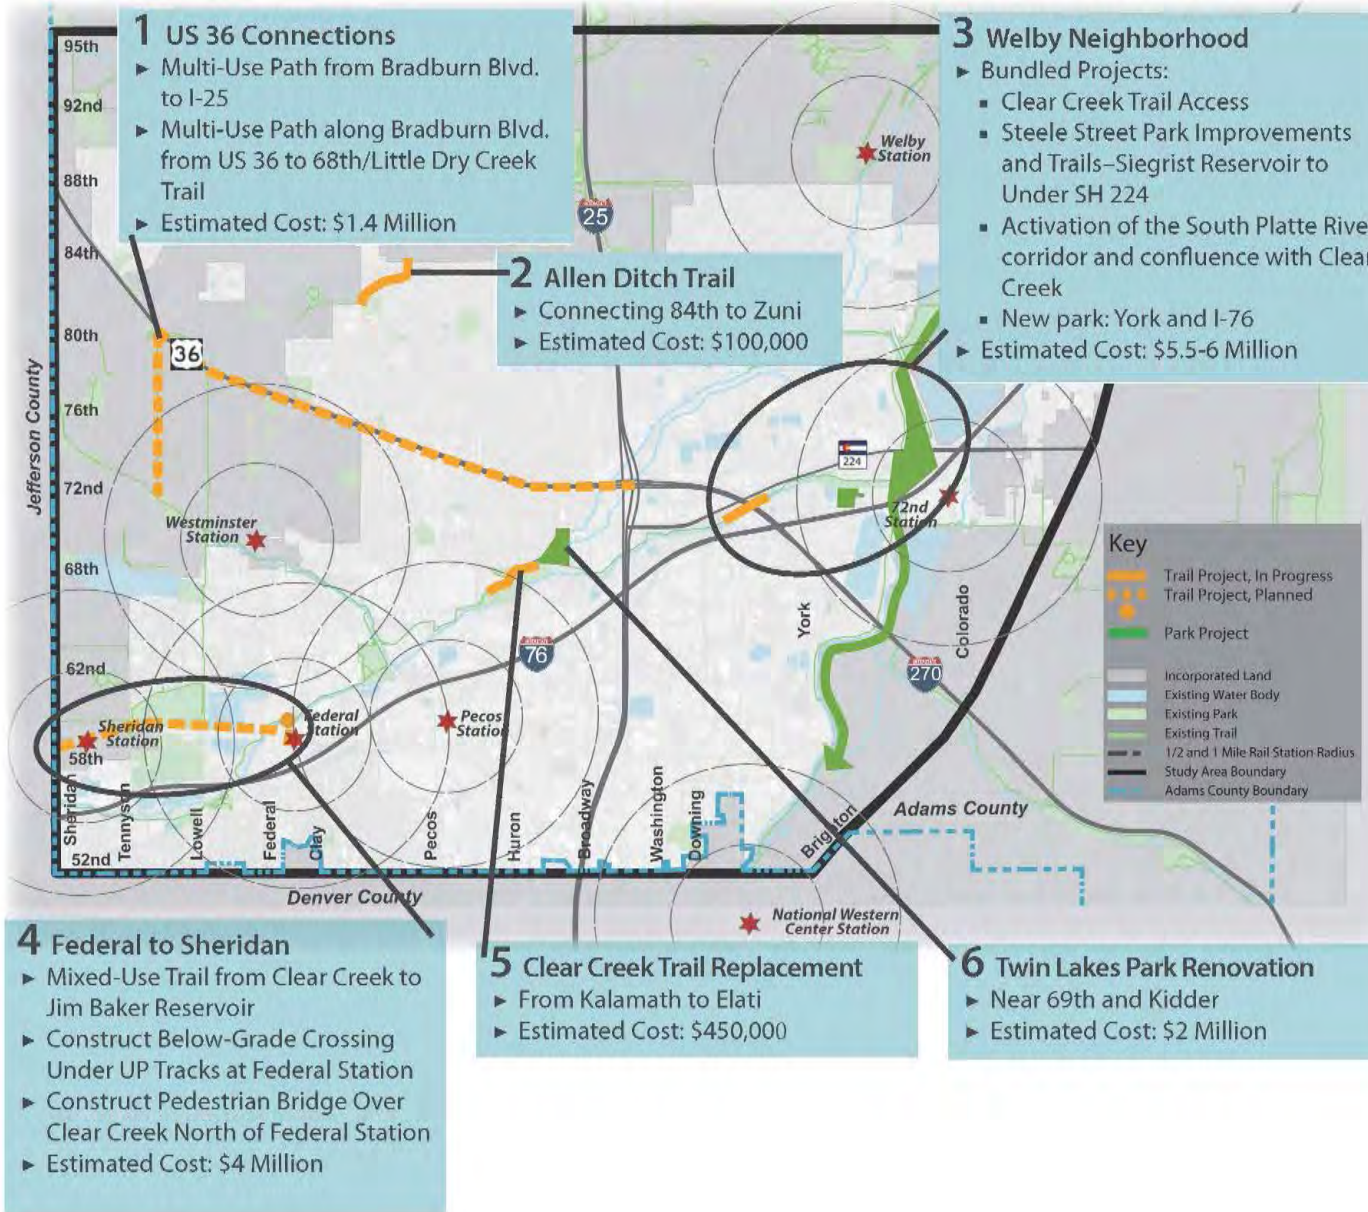 1 US 36 Connections
► Multi-Use Path from Bradburn Blvd.
to I-25
► Multi-Use Path along Bradburn Blvd.
from US 36 to 68th/Little Dry Creek
Trail
► Estimated Cost: $1.4 Million
2 Allen Ditch Trail
► Connecting 84th to Zuni
► Estimated Cost: $100,000
3 Welby Neighborhood
► Bundled Projects:
▪ Clear Creek Trail Access
▪ Steele Street Park Improvements
and Trails–Siegrist Reservoir to
Under SH 224
▪ Activation of the South Platte Rive
corridor and confluence with Clea
Creek
▪ New park: York and I-76
► Estimated Cost: $5.5-6 Million
95th
92nd
88th
84th
80th
76th
72nd
68th
62nd
58th
52nd
Jefferson County
25
36
224
76
270
Welby
Station
Westminster
Station
72nd
Station
Sheridan
Station
Federal
Station
Pecos
Station
National Western
Center Station
Sheridan
Tennyson
Lowell
Federal
Clay
Pecos
Huron
Broadway
Washington
Downing
York
Colorado
Brighton
Adams County
Denver County
Key
Trail Project, In Progress
Trail Project, Planned
Park Project
Incorporated Land
Existing Water Body
Existing Park
Existing Trail
1/2 and 1 Mile Rail Station Radius
Study Area Boundary
Adams County Boundary
4 Federal to Sheridan
► Mixed-Use Trail from Clear Creek to
Jim Baker Reservoir
► Construct Below-Grade Crossing
Under UP Tracks at Federal Station
► Construct Pedestrian Bridge Over
Clear Creek North of Federal Station
► Estimated Cost: $4 Million
5 Clear Creek Trail Replacement
► From Kalamath to Elati
► Estimated Cost: $450,000
6 Twin Lakes Park Renovation
► Near 69th and Kidder
► Estimated Cost: $2 Million